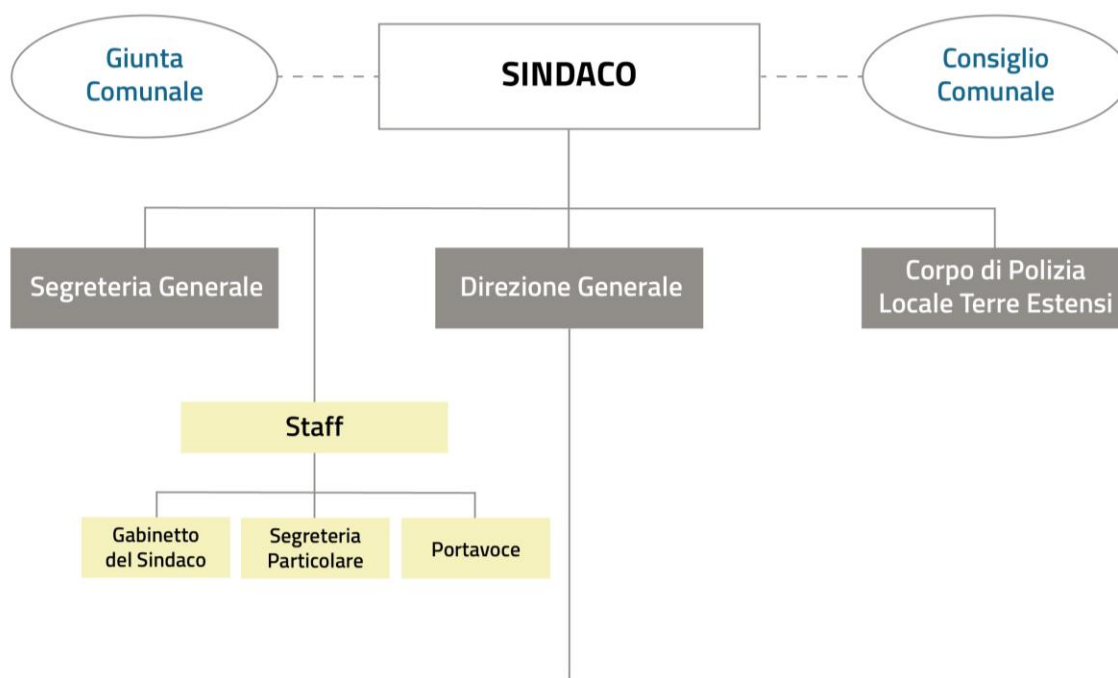 Giunta
Comunale
SINDACO
Consiglio
Comunale
Segreteria Generale
Direzione Generale
Corpo di Polizia
Locale Terre Estensi
Staff
Gabinetto
del Sindaco
Segreteria
Particolare
Portavoce